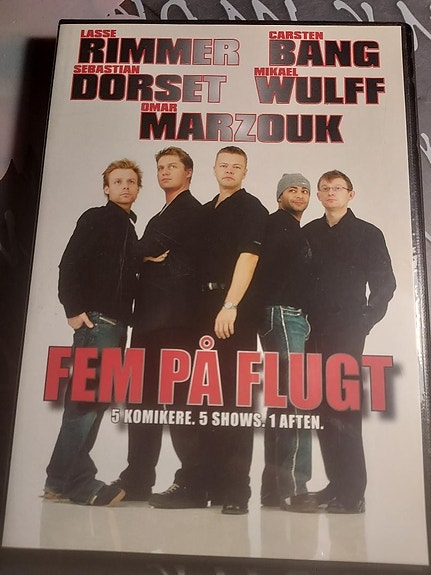 LASSE
RIMMER
CARSTEN
BANG
SEBASTIAN
DORSET
MIKAEL
WULFF
OMAR
MARZOUK
FEM PÅ FLUGT
5 KOMIKERE. 5 SHOWS. 1 AFTEN.